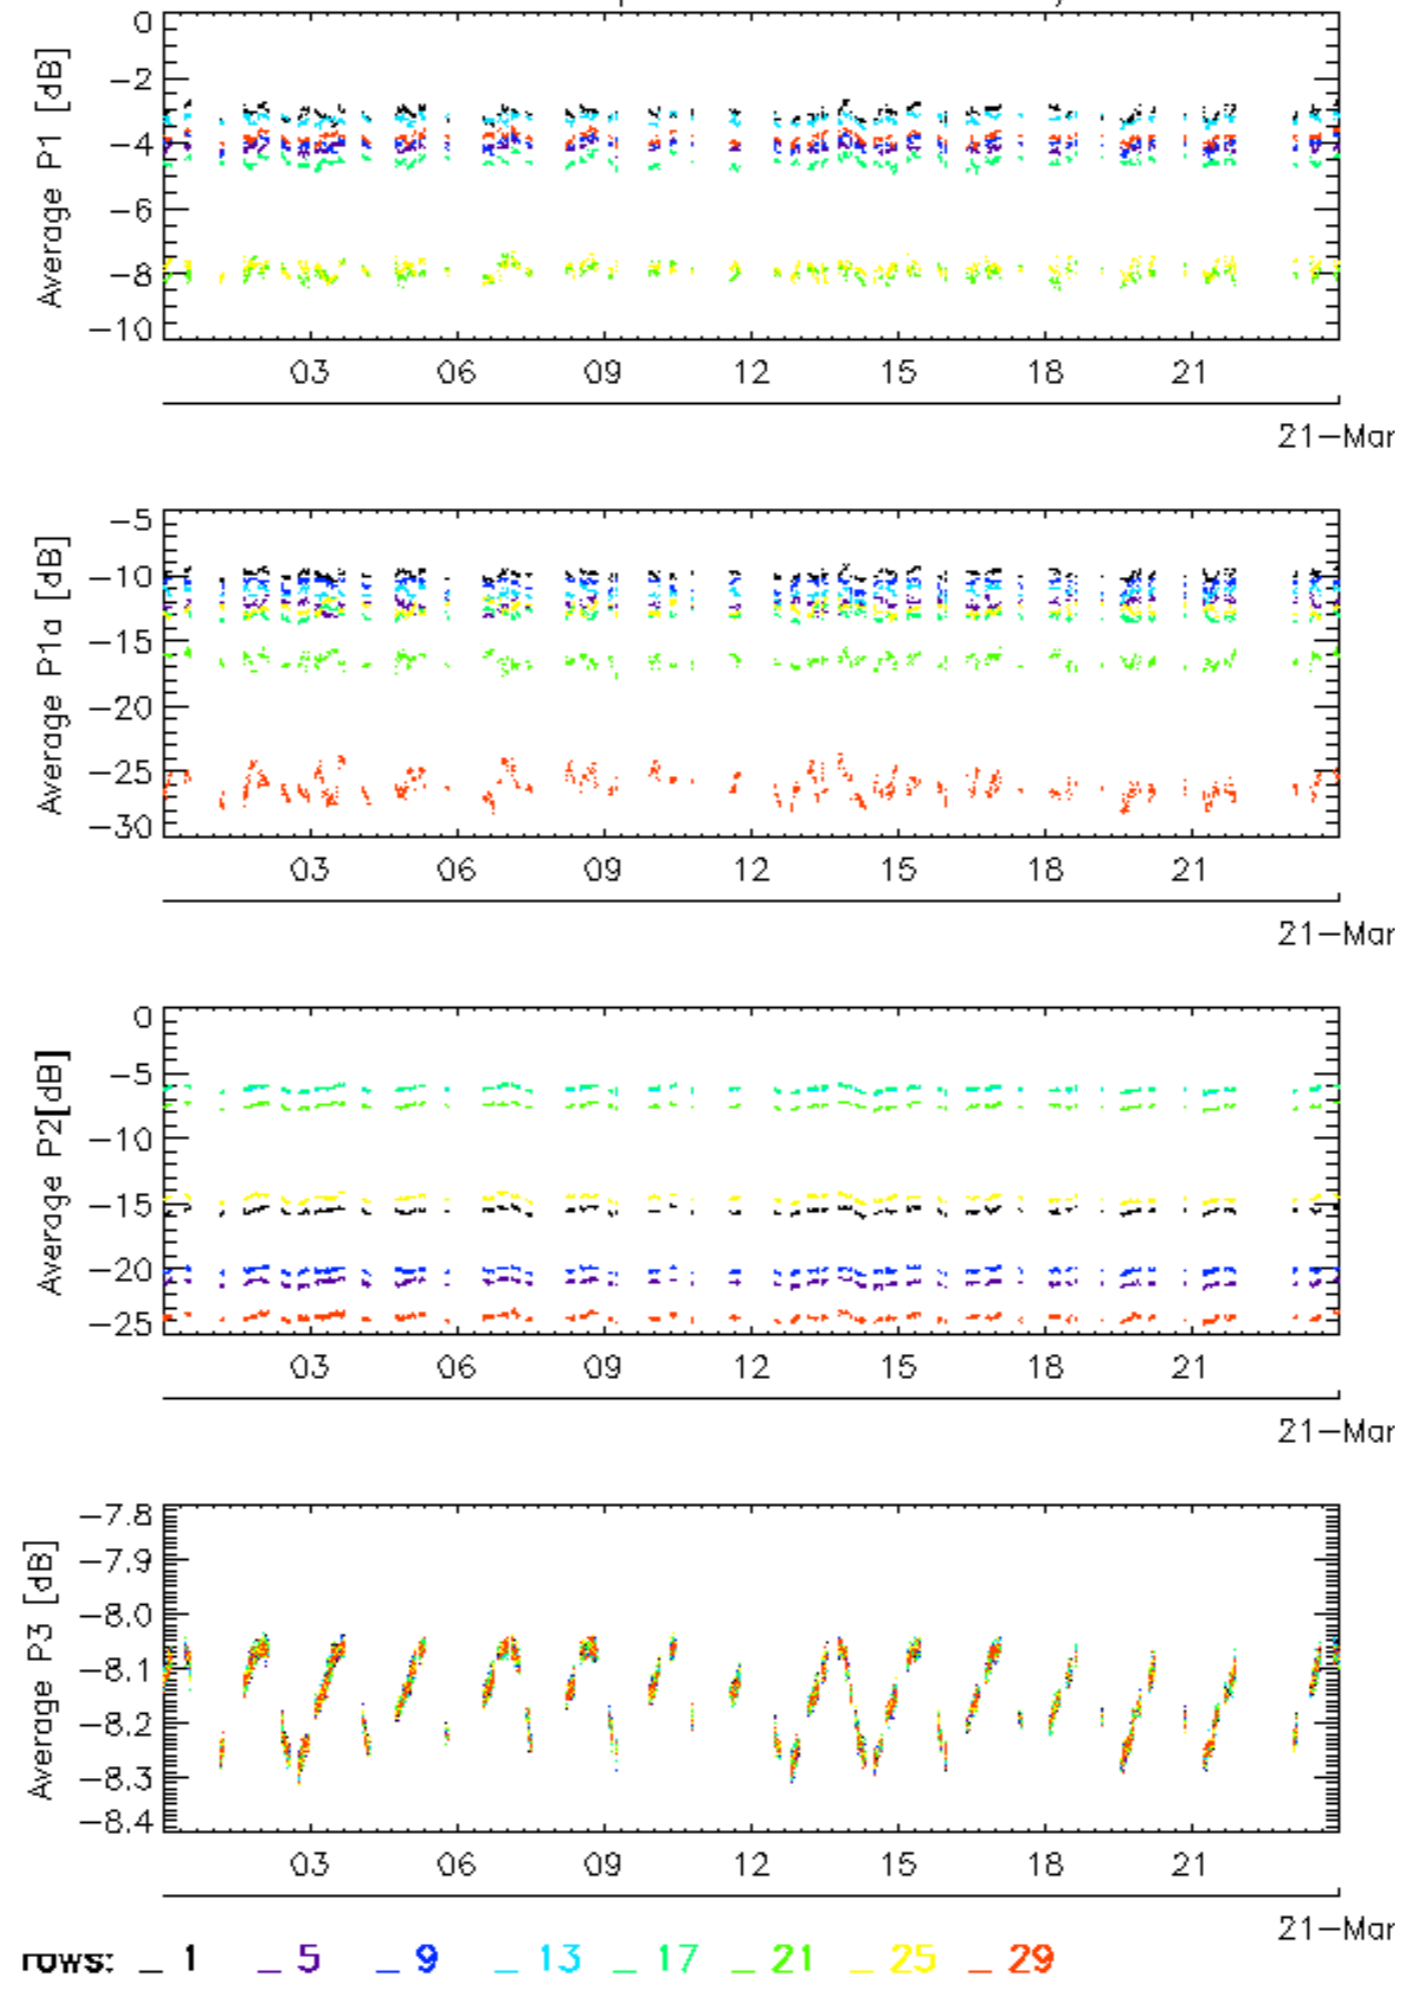 0
−2
−4
−6
−8
−10
Average P1 [dB]
03 06 09 12 15 18 21
21−Mar
−5
−10
−15
−20
−25
−30
Average P1a [dB]
03 06 09 12 15 18 21
21−Mar
0
−5
−10
−15
−20
−25
Average P2[dB]
03 06 09 12 15 18 21
21−Mar
−7.8
−7.9
−8.0
−8.1
−8.2
−8.3
−8.4
Average P3 [dB]
03 06 09 12 15 18 21
21−Mar
rows: _ 1 _ 5 _ 9 _ 13 _ 17 _ 21 _ 25 _ 29